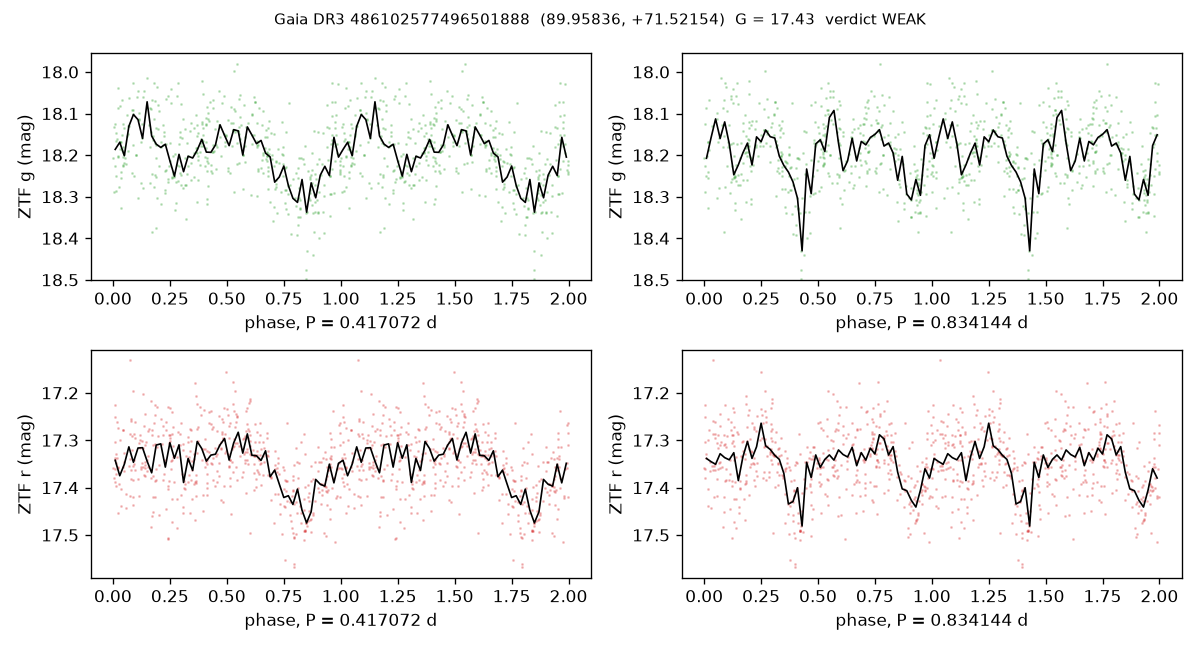 Gaia DR3 486102577496501888  (89.95836, +71.52154)  G = 17.43  verdict WEAK
ZTF g (mag)
18.0
18.1
18.2
18.3
18.4
18.5
0.00 0.25 0.50 0.75 1.00 1.25 1.50 1.75 2.00
phase, P = 0.417072 d
ZTF g (mag)
18.0
18.1
18.2
18.3
18.4
18.5
0.00 0.25 0.50 0.75 1.00 1.25 1.50 1.75 2.00
phase, P = 0.834144 d
ZTF r (mag)
17.2
17.3
17.4
17.5
0.00 0.25 0.50 0.75 1.00 1.25 1.50 1.75 2.00
phase, P = 0.417072 d
ZTF r (mag)
17.2
17.3
17.4
17.5
0.00 0.25 0.50 0.75 1.00 1.25 1.50 1.75 2.00
phase, P = 0.834144 d